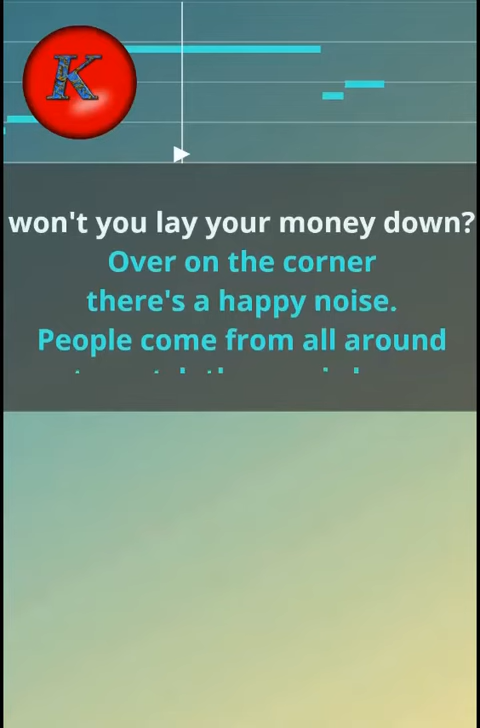 K
won't you lay your money down?
Over on the corner
there's a happy noise.
People come from all around